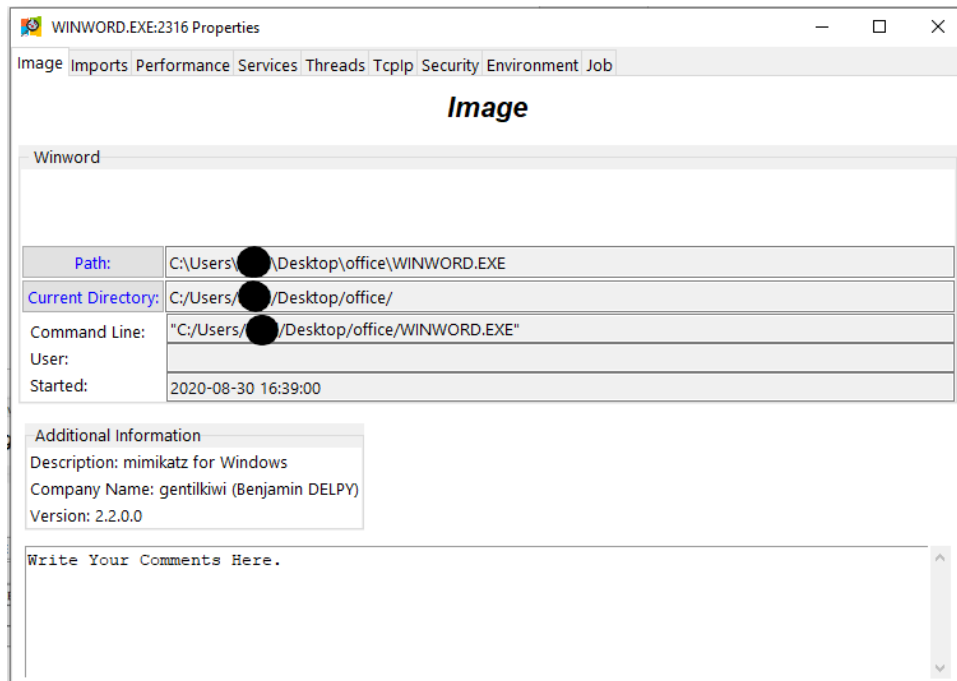 WINWORD.EXE:2316 Properties
Image Imports Performance Services Threads TcpIp Security Environment Job
Image
Winword
Path: C:\Users\ \Desktop\office\WINWORD.EXE
Current Directory: C:/Users/ /Desktop/office/
Command Line: "C:/Users/ /Desktop/office/WINWORD.EXE"
User:
Started: 2020-08-30 16:39:00
Additional Information
Description: mimikatz for Windows
Company Name: gentilkiwi (Benjamin DELPY)
Version: 2.2.0.0
Write Your Comments Here.